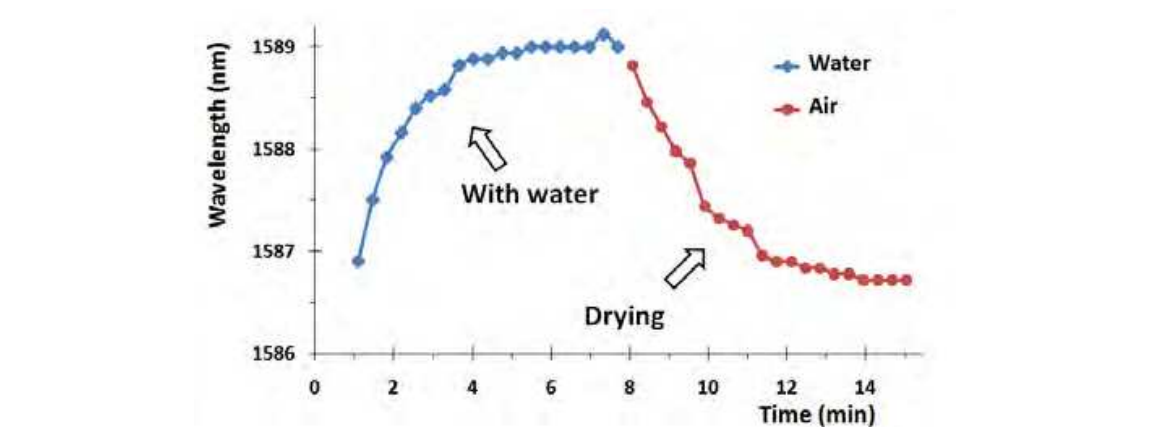 Wavelength (nm)
1589
1588
1587
1586
Water
Air
With water
Drying
0 2 4 6 8 10 12 14
Time (min)